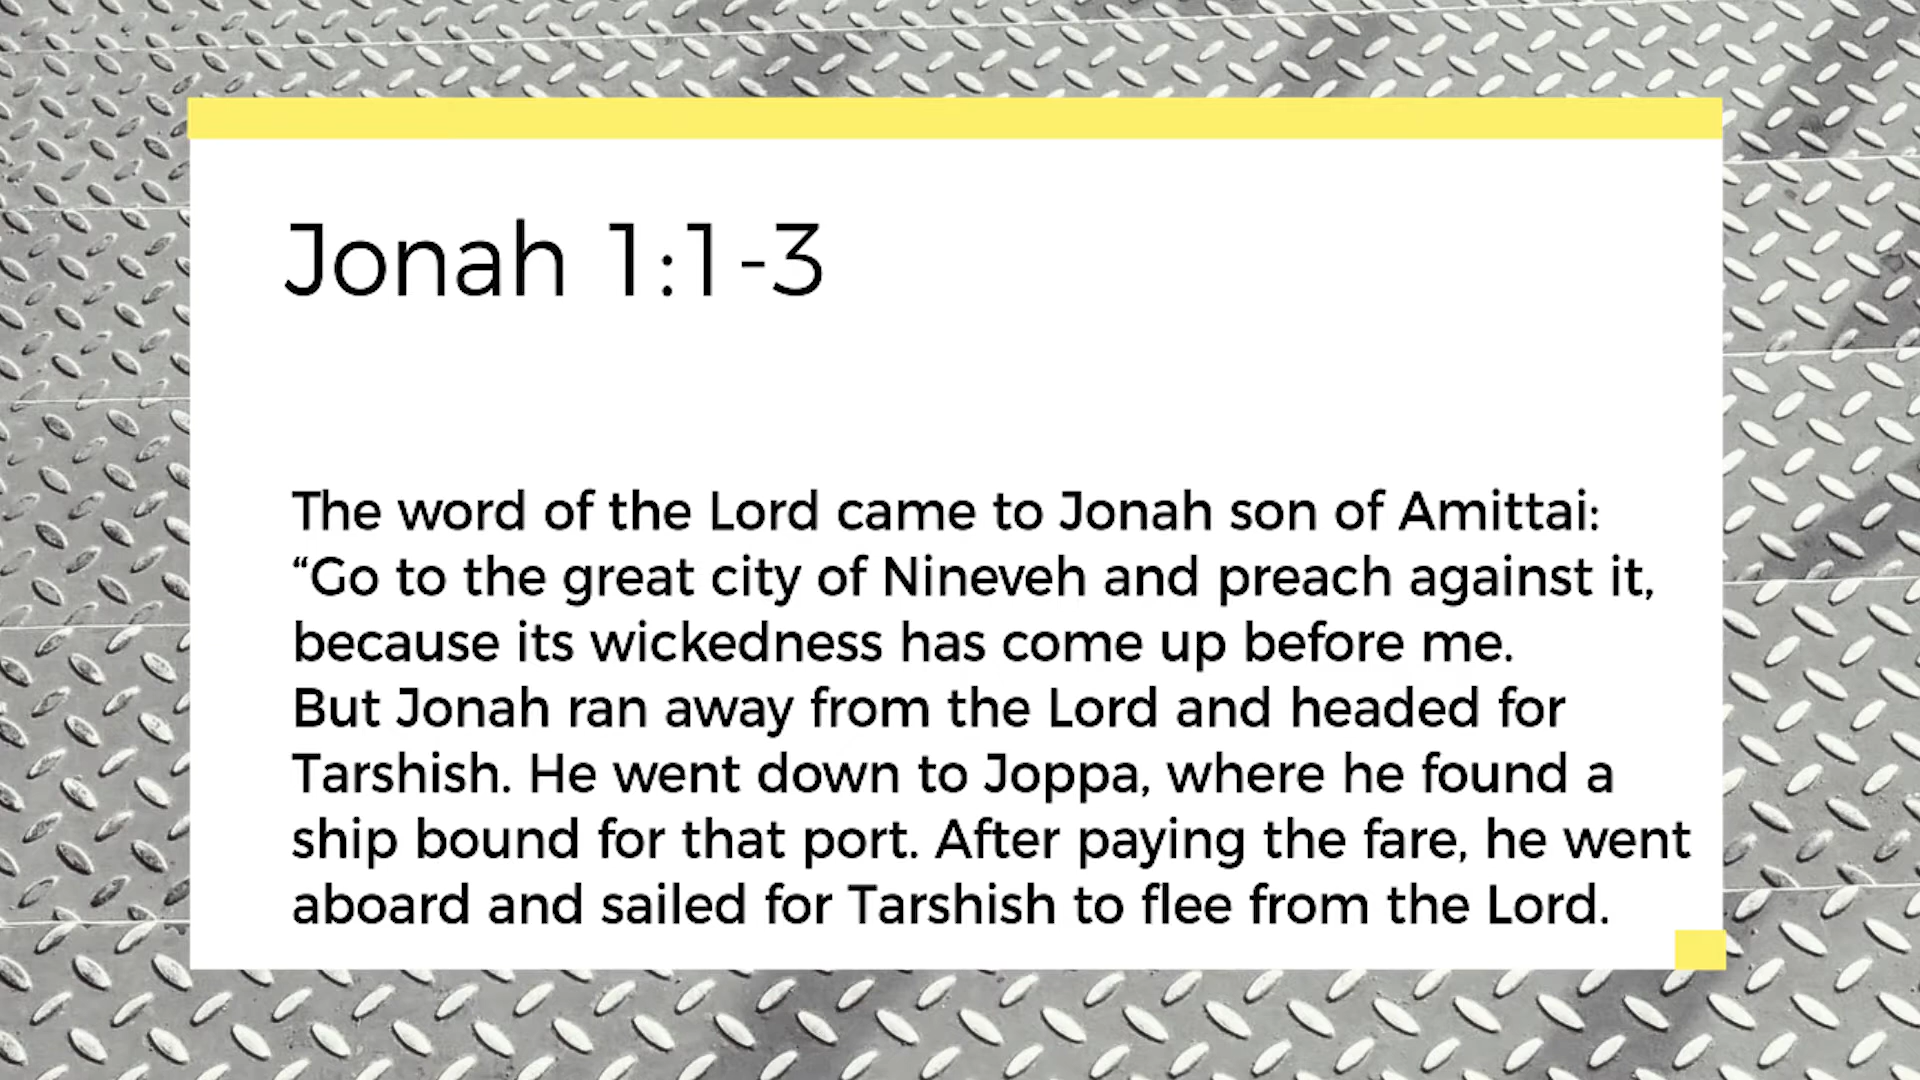 Jonah 1:1-3
The word of the Lord came to Jonah son of Amittai:
“Go to the great city of Nineveh and preach against it,
because its wickedness has come up before me.
But Jonah ran away from the Lord and headed for
Tarshish. He went down to Joppa, where he found a
ship bound for that port. After paying the fare, he went
aboard and sailed for Tarshish to flee from the Lord.